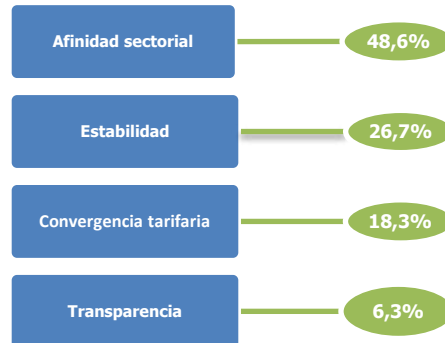 Afinidad sectorial 48,6%
Estabilidad 26,7%
Convergencia tarifaria 18,3%
Transparencia 6,3%